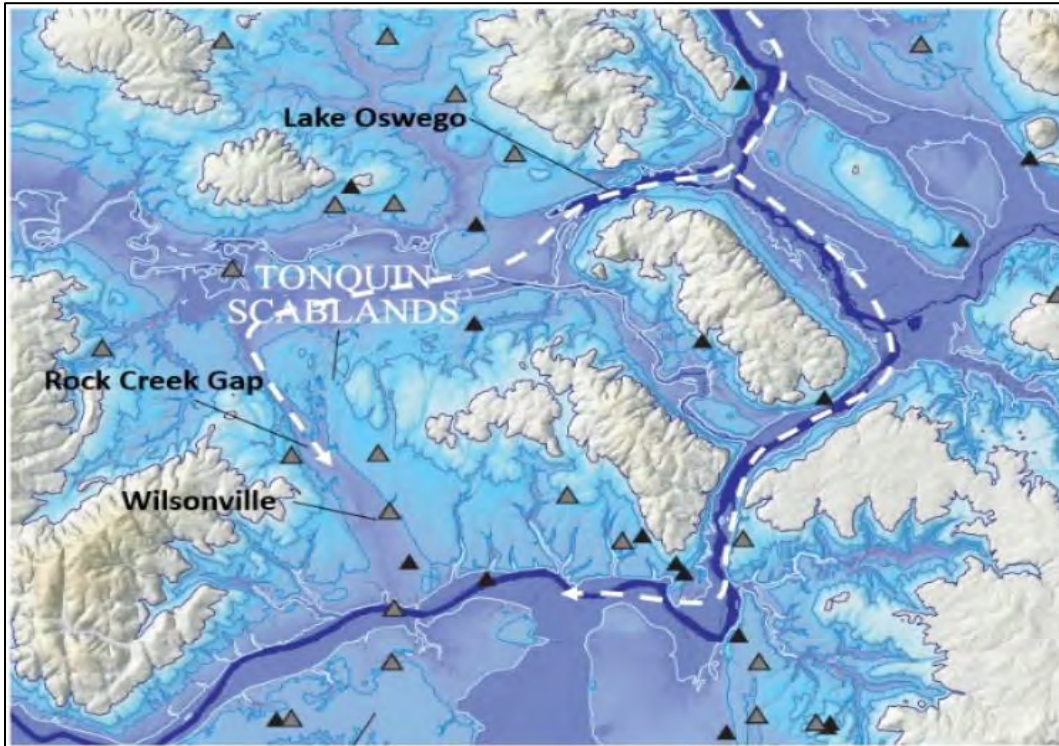 Lake Oswego
TONQUIN
SCABLANDS
Rock Creek Gap
Wilsonville